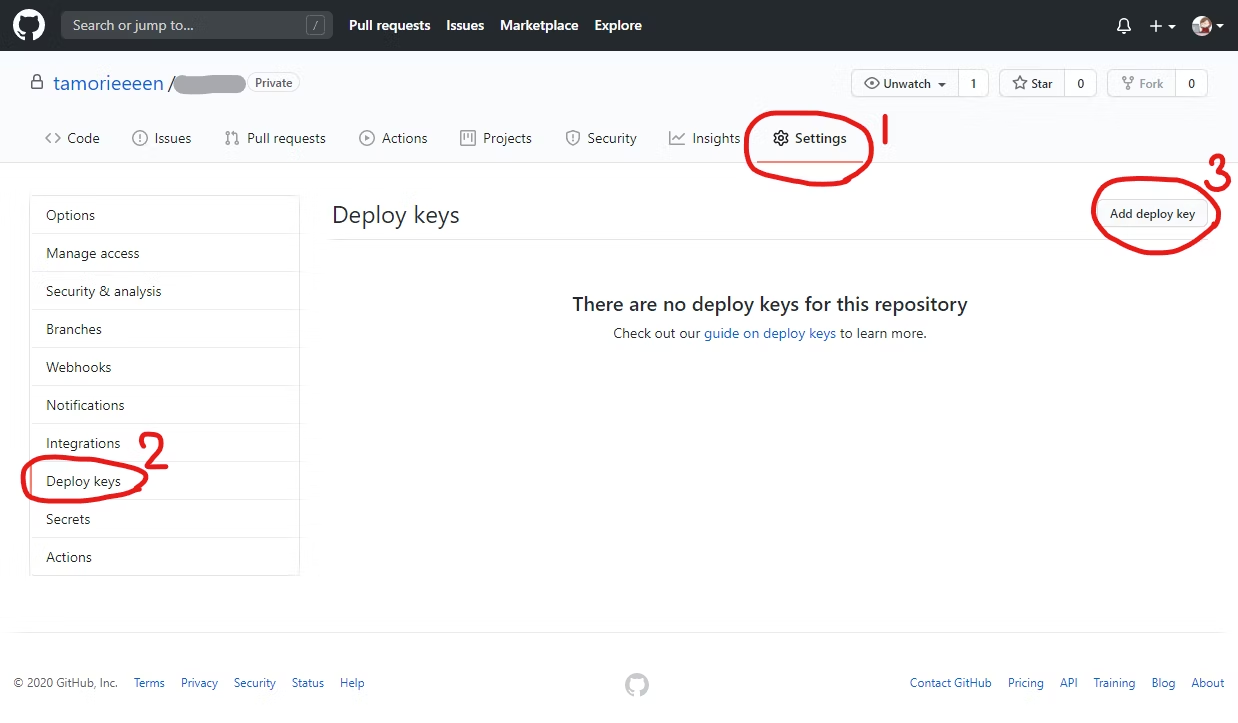 Search or jump to... /
Pull requests Issues Marketplace Explore
tamorieeeen / Private
Unwatch 1 Star 0 Fork 0
Code Issues Pull requests Actions Projects Security Insights Settings 1
3
Options
Manage access
Security & analysis
Branches
Webhooks
Notifications
Integrations
2
Deploy keys
Secrets
Actions
Deploy keys
Add deploy key
There are no deploy keys for this repository
Check out our guide on deploy keys to learn more.
© 2020 GitHub, Inc. Terms Privacy Security Status Help
Contact GitHub Pricing API Training Blog About